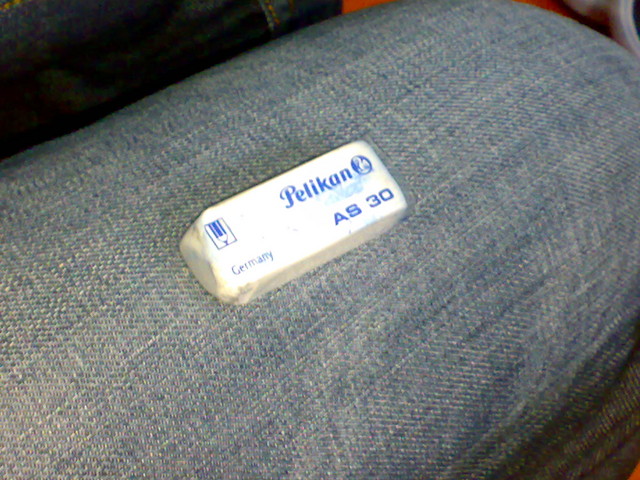 Pelikan
AS 30
Germany